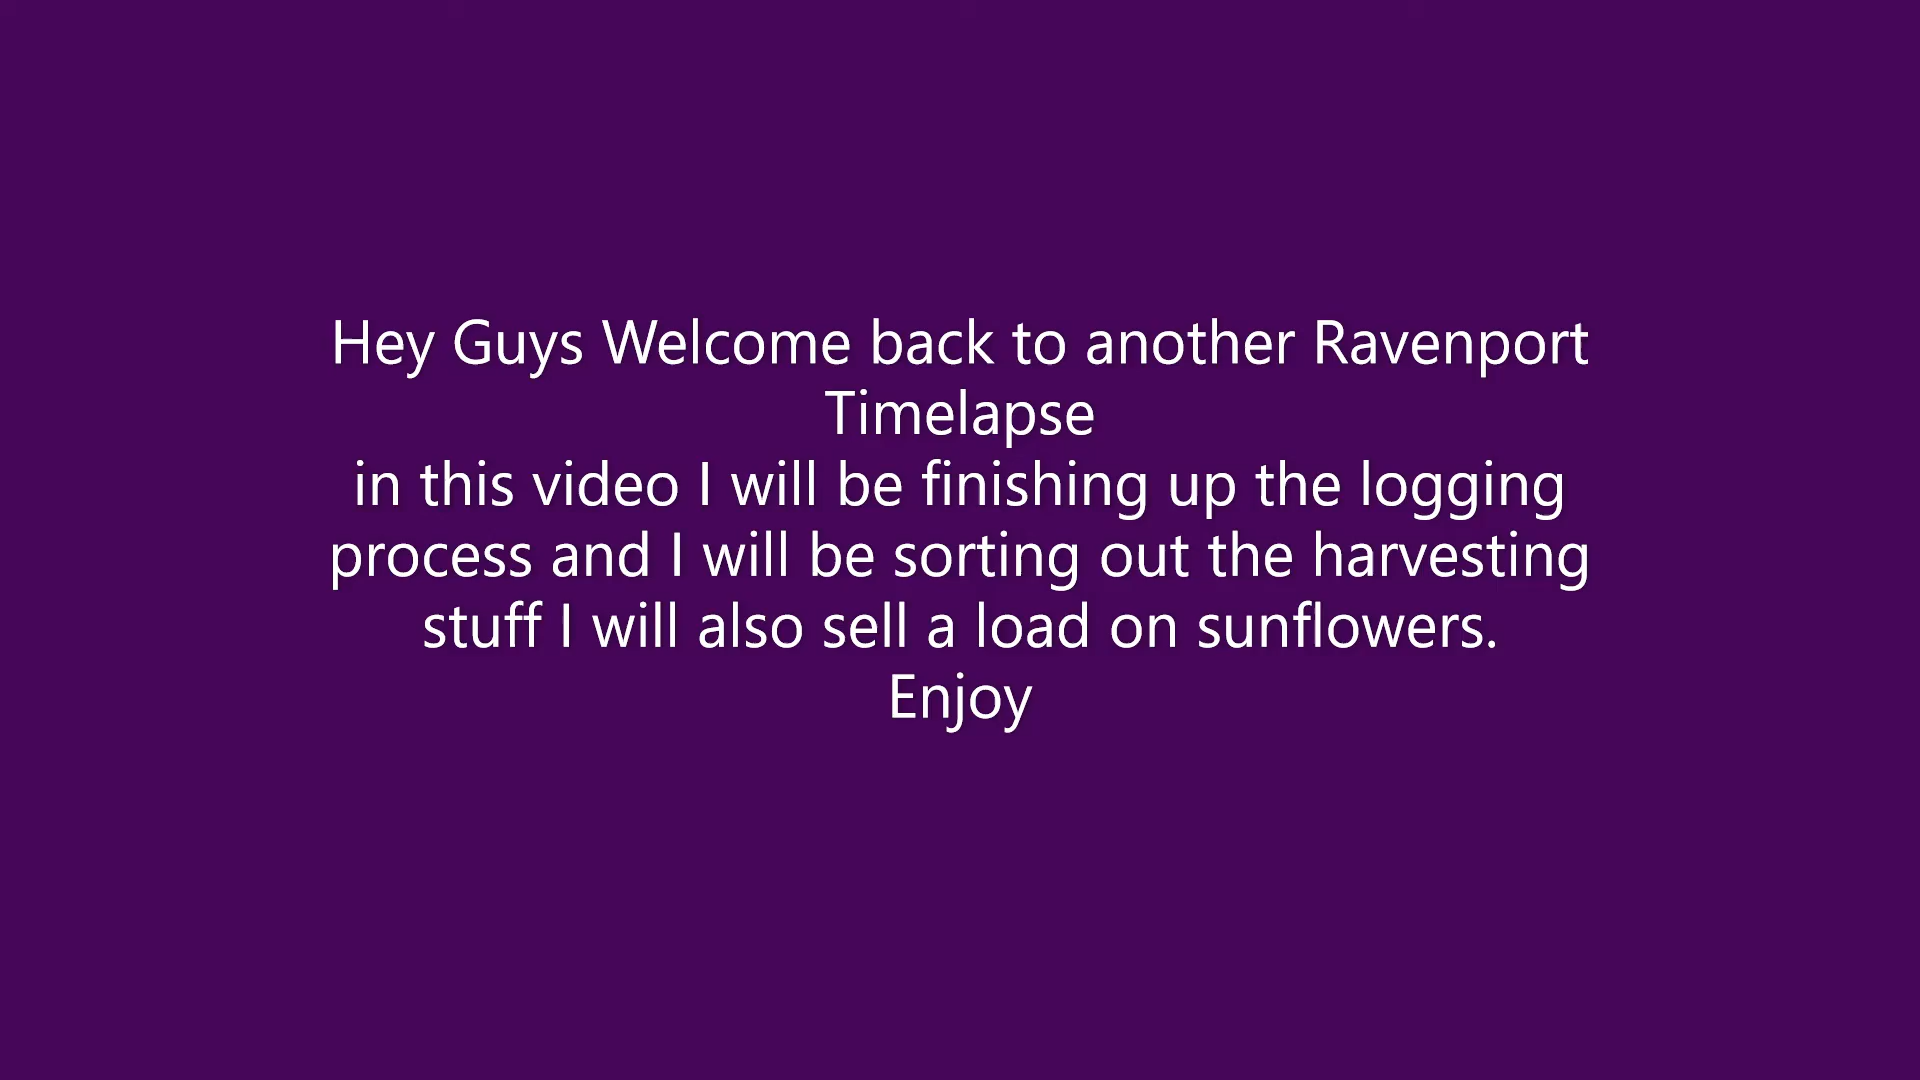 Hey Guys Welcome back to another Ravenport
Timelapse
in this video I will be finishing up the logging
process and I will be sorting out the harvesting
stuff I will also sell a load on sunflowers.
Enjoy